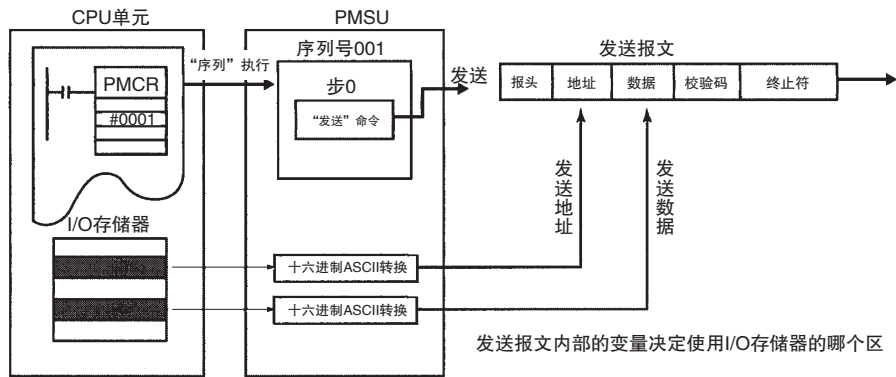 CPU单元
PMSU
PMCR
#0001
“序列”执行
序列号001
步0
“发送”命令
发送
发送报文
报头
地址
数据
校验码
终止符
发送地址
发送数据
I/O存储器
十六进制ASCII转换
十六进制ASCII转换
发送报文内部的变量决定使用I/O存储器的哪个区